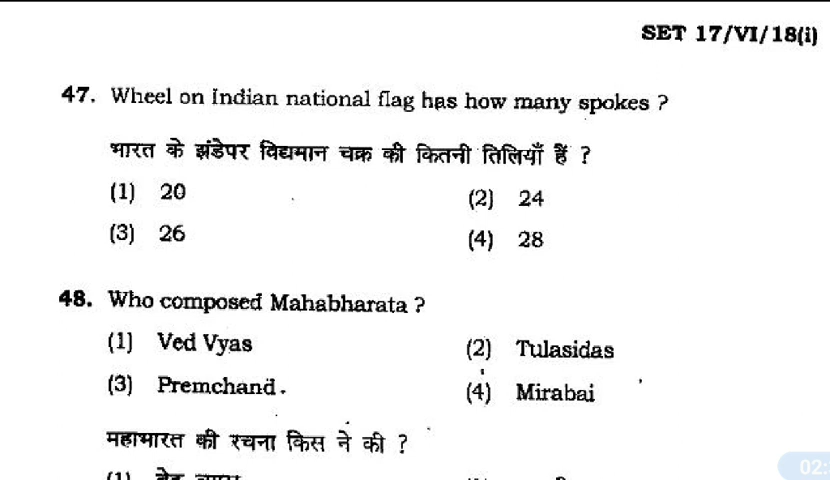 SET 17/VI/18(i)
47. Wheel on Indian national flag has how many spokes ?
भारत के झंडेपर विद्यमान चक्र की कितनी तिलियाँ हैं ?
(1) 20 (2) 24
(3) 26 (4) 28
48. Who composed Mahabharata ?
(1) Ved Vyas (2) Tulasidas
(3) Premchand. (4) Mirabai
महाभारत की रचना किस ने की ?
(1)
02: